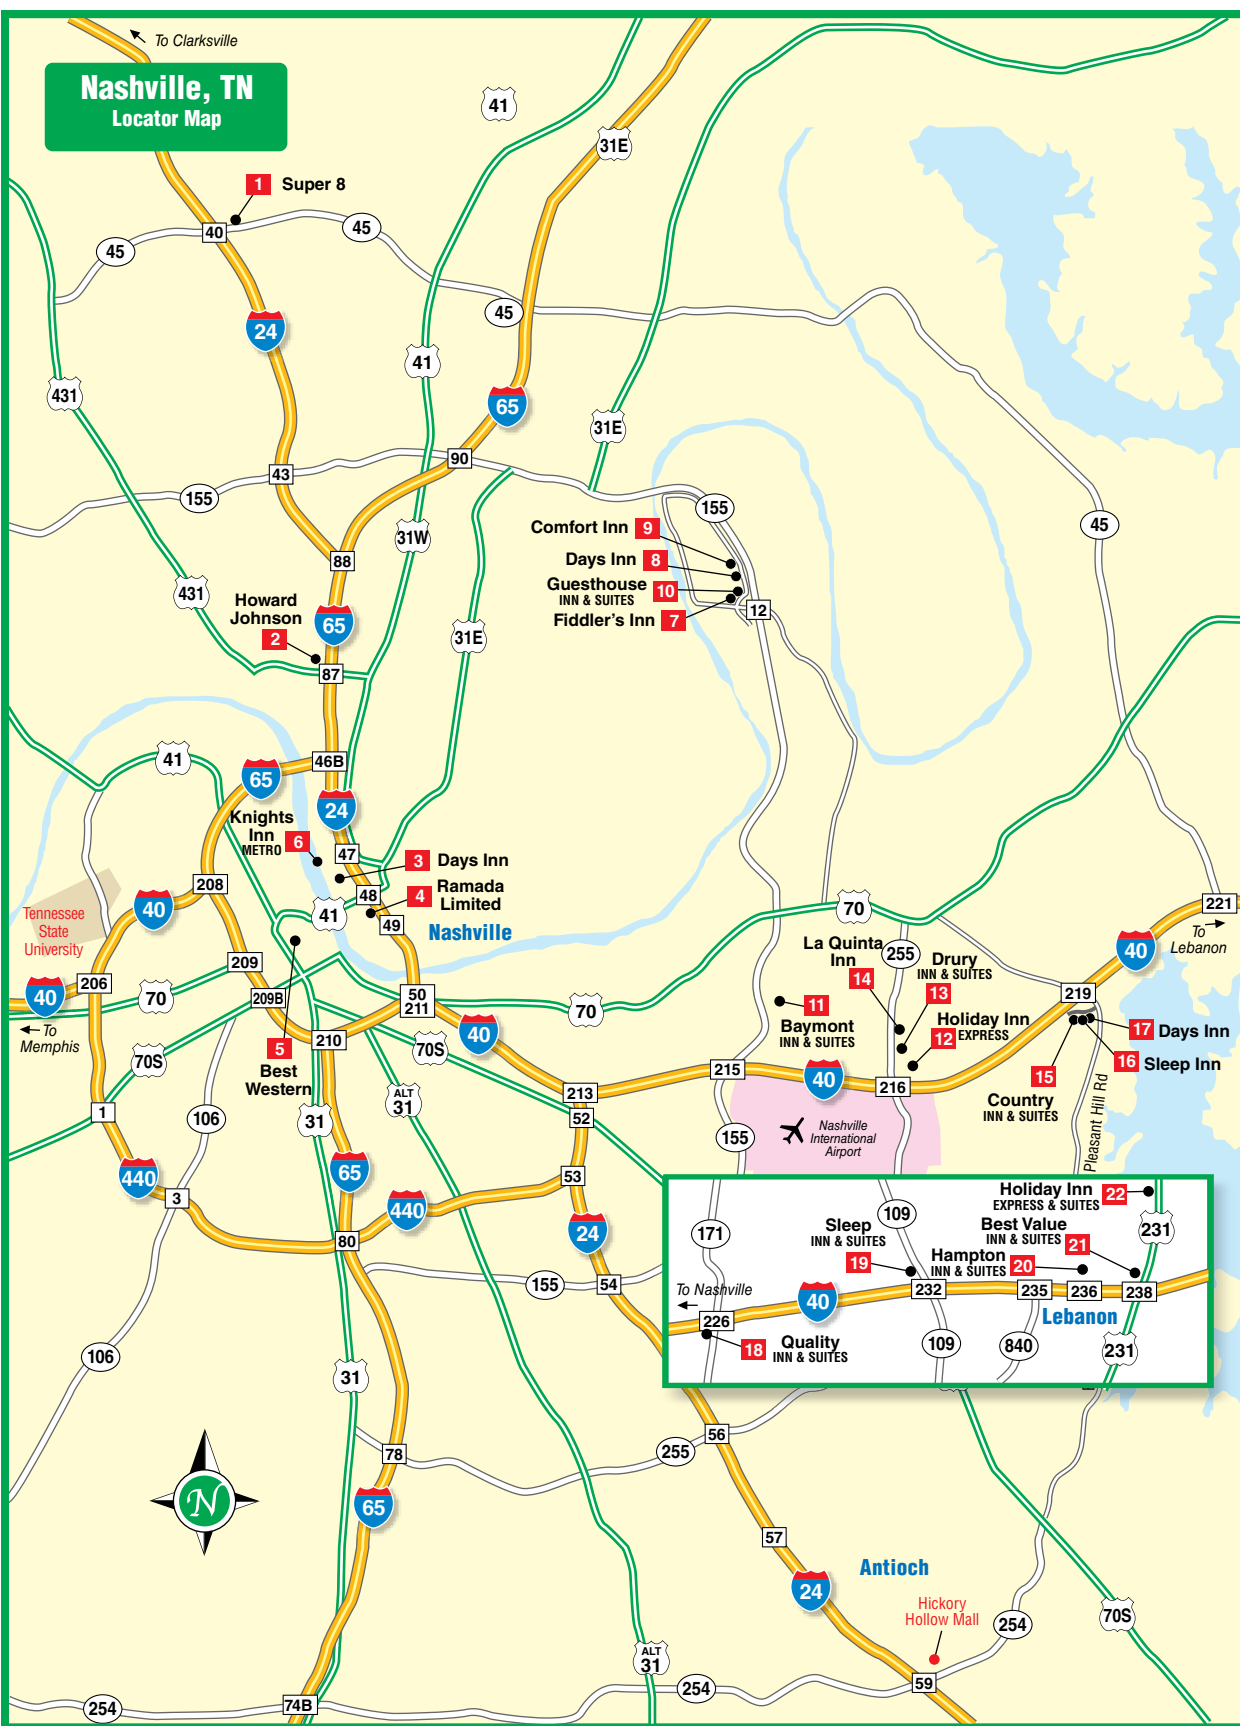 To Clarksville
Nashville, TN
Locator Map
41
31E
1 Super 8
40
45
45
45
24
41
65
431
31E
90
43
155
155
45
31W
Comfort Inn 9
88
Days Inn 8
Guesthouse 10
INN & SUITES
Fiddler's Inn 7
12
431
Howard
Johnson
2
65
31E
87
41
65
46B
24
Knights
Inn
METRO
6
47
3 Days Inn
48
4 Ramada
Limited
208
40
41
49
Nashville
Tennessee
State
University
70
221
To
Lebanon
La Quinta
Inn
14
255
Drury
INN & SUITES
13
40
209
206
40
70
209B
50
211
70
219
11
Baymont
INN & SUITES
Holiday Inn
12 EXPRESS
17 Days Inn
16 Sleep Inn
To
Memphis
5
Best
Western
210
40
70S
70S
215
40
216
15
Country
INN & SUITES
Pleasant Hill Rd
213
ALT
31
1
106
31
52
155
Nashville
International
Airport
440
65
53
3
440
24
80
155
54
Holiday Inn 22
EXPRESS & SUITES
109
171
Sleep
INN & SUITES
19
Best Value
INN & SUITES
21
231
Hampton
INN & SUITES
20
To Nashville
40
232
235
236
238
Lebanon
226
18 Quality
INN & SUITES
109
840
231
106
31
78
56
255
N
65
57
Antioch
24
Hickory
Hollow Mall
254
70S
ALT
31
59
254
254
74B